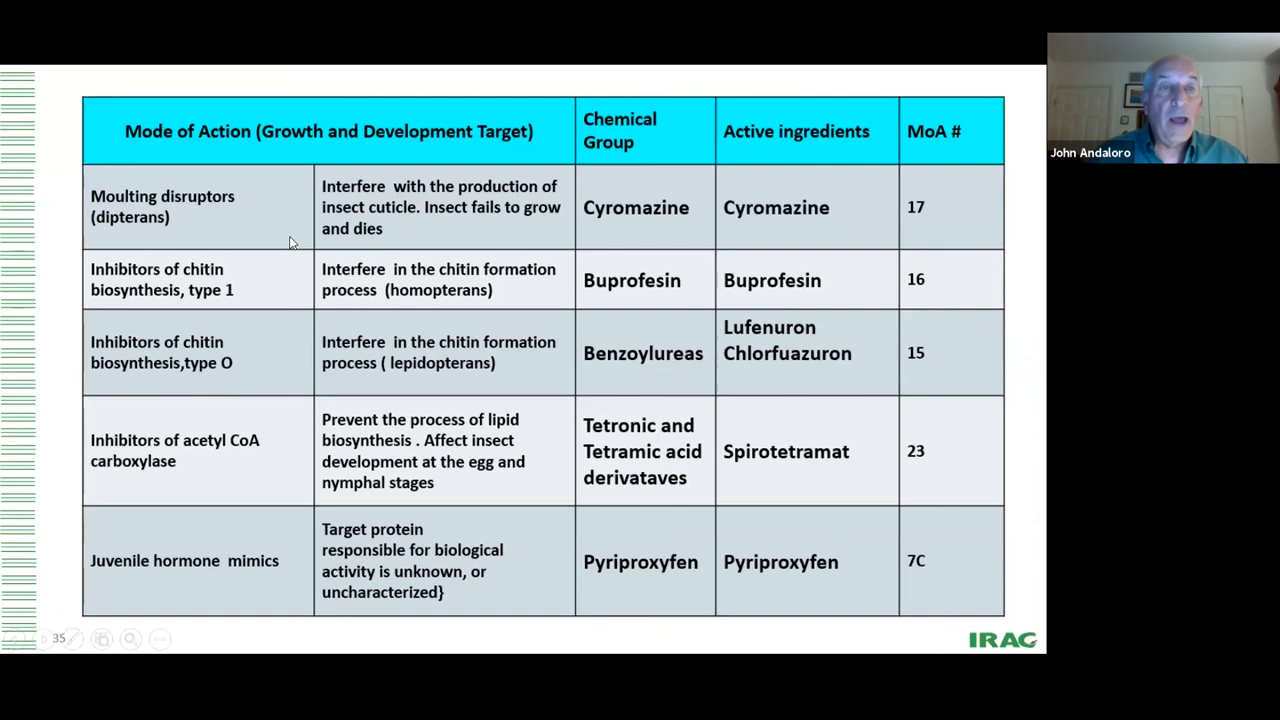 Mode of Action (Growth and Development Target)
Chemical
Group
Active ingredients
MoA #
Moulting disruptors
(dipterans)
Interfere with the production of
insect cuticle. Insect fails to grow
and dies
Cyromazine
Cyromazine
17
Inhibitors of chitin
biosynthesis, type 1
Interfere in the chitin formation
process (homopterans)
Buprofesin
Buprofesin
16
Inhibitors of chitin
biosynthesis,type O
Interfere in the chitin formation
process ( lepidopterans)
Benzoylureas
Lufenuron
Chlorfuazuron
15
Inhibitors of acetyl CoA
carboxylase
Prevent the process of lipid
biosynthesis . Affect insect
development at the egg and
nymphal stages
Tetronic and
Tetramic acid
derivataves
Spirotetramat
23
Juvenile hormone mimics
Target protein
responsible for biological
activity is unknown, or
uncharacterized}
Pyriproxyfen
Pyriproxyfen
7C
35
IRAC
John Andaloro